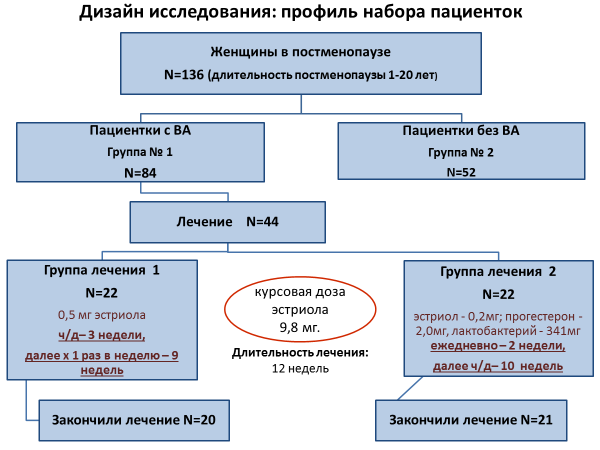 Дизайн исследования: профиль набора пациенток
Женщины в постменопаузе
N=136 (длительность постменопаузы 1-20 лет)
Пациентки с ВА
Группа № 1
N=84
Пациентки без ВА
Группа № 2
N=52
Лечение N=44
Группа лечения 1
N=22
0,5 мг эстриола
ч/д– 3 недели,
далее х 1 раз в неделю – 9
недель
курсовая доза
эстриола
9,8 мг.
Длительность лечения:
12 недель
Группа лечения 2
N=22
эстриол - 0,2мг; прогестерон -
2,0мг, лактобактерий - 341мг
ежедневно – 2 недели,
далее ч/д– 10 недель
Закончили лечение N=20
Закончили лечение N=21